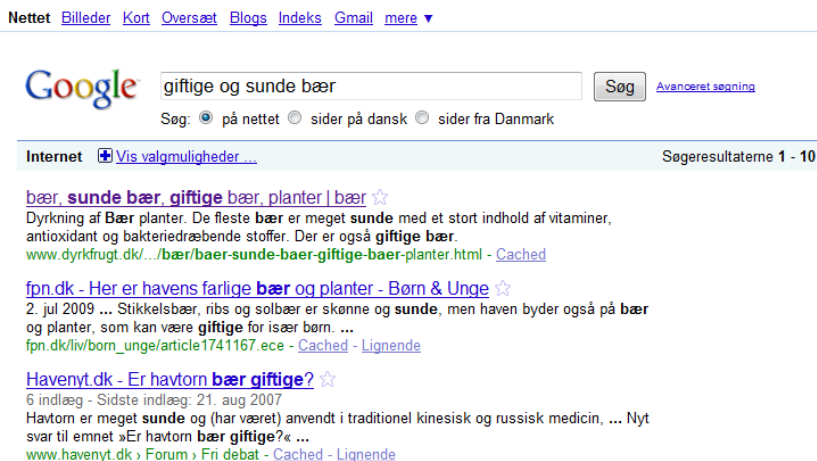 Nettet Billeder Kort Oversæt Blogs Indeks Gmail mere ▼
Google giftige og sunde bær Søg Avanceret søgning
Søg: på nettet sider på dansk sider fra Danmark
Internet Vis valgmuligheder ... Søgeresultaterne 1 - 10
bær, sunde bær, giftige bær, planter | bær
Dyrkning af Bær planter. De fleste bær er meget sunde med et stort indhold af vitaminer,
antioxidant og bakteriedræbende stoffer. Der er også giftige bær.
www.dyrkfrugt.dk/.../bær/baer-sunde-baer-giftige-baer-planter.html - Cached
fpn.dk - Her er havens farlige bær og planter - Børn & Unge
2. jul 2009 ... Stikkelsbær, ribs og solbær er skønne og sunde, men haven byder også på bær
og planter, som kan være giftige for især børn. ...
fpn.dk/liv/born_unge/article1741167.ece - Cached - Lignende
Havenyt.dk - Er havtorn bær giftige?
6 indlæg - Sidste indlæg: 21. aug 2007
Havtorn er meget sunde og (har været) anvendt i traditionel kinesisk og russisk medicin, ... Nyt
svar til emnet »Er havtorn bær giftige?« ...
www.havenyt.dk › Forum › Fri debat - Cached - Lignende